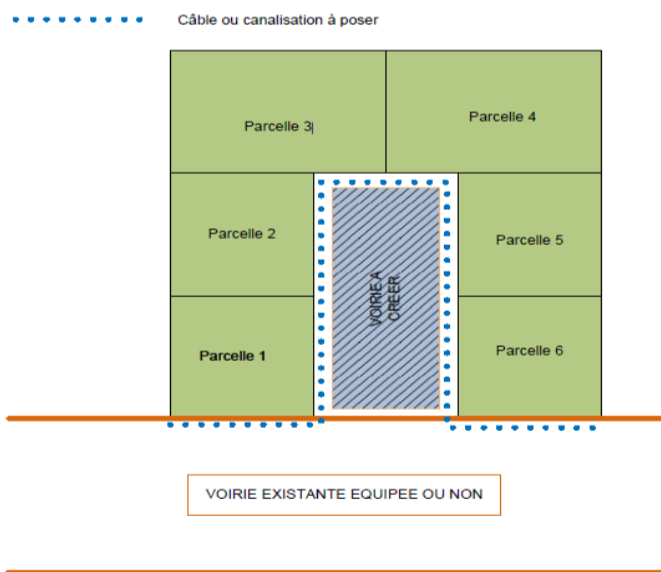 Câble ou canalisation à poser
Parcelle 3
Parcelle 4
Parcelle 2
Parcelle 5
VOIRIE A
CREER
Parcelle 1
Parcelle 6
VOIRIE EXISTANTE EQUIPEE OU NON